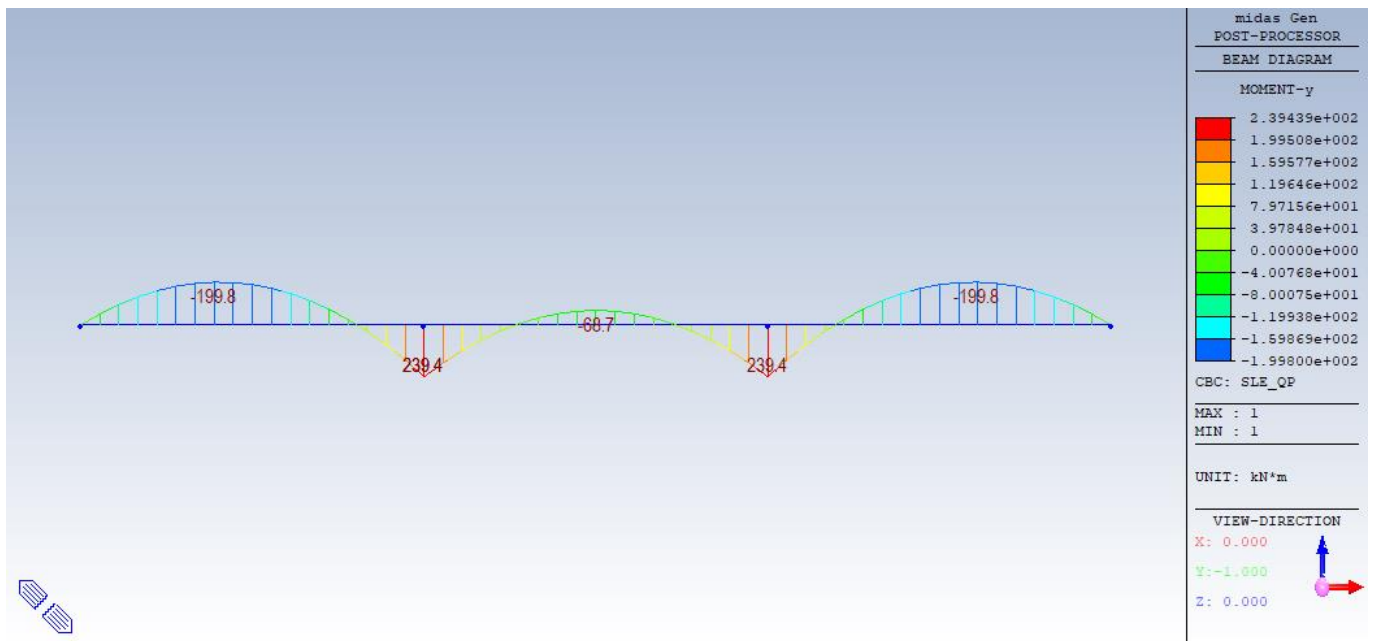 midas Gen
POST-PROCESSOR
BEAM DIAGRAM
MOMENT-y
2.39439e+002
1.99508e+002
1.59577e+002
1.19646e+002
7.97156e+001
3.97848e+001
0.00000e+000
-4.00768e+001
-8.00075e+001
-1.19938e+002
-1.59869e+002
-1.99800e+002
CBC: SLE_QP
MAX : 1
MIN : 1
UNIT: kN*m
VIEW-DIRECTION
X: 0.000
Y:-1.000
Z: 0.000
-199.8
-68.7
-199.8
239.4
239.4